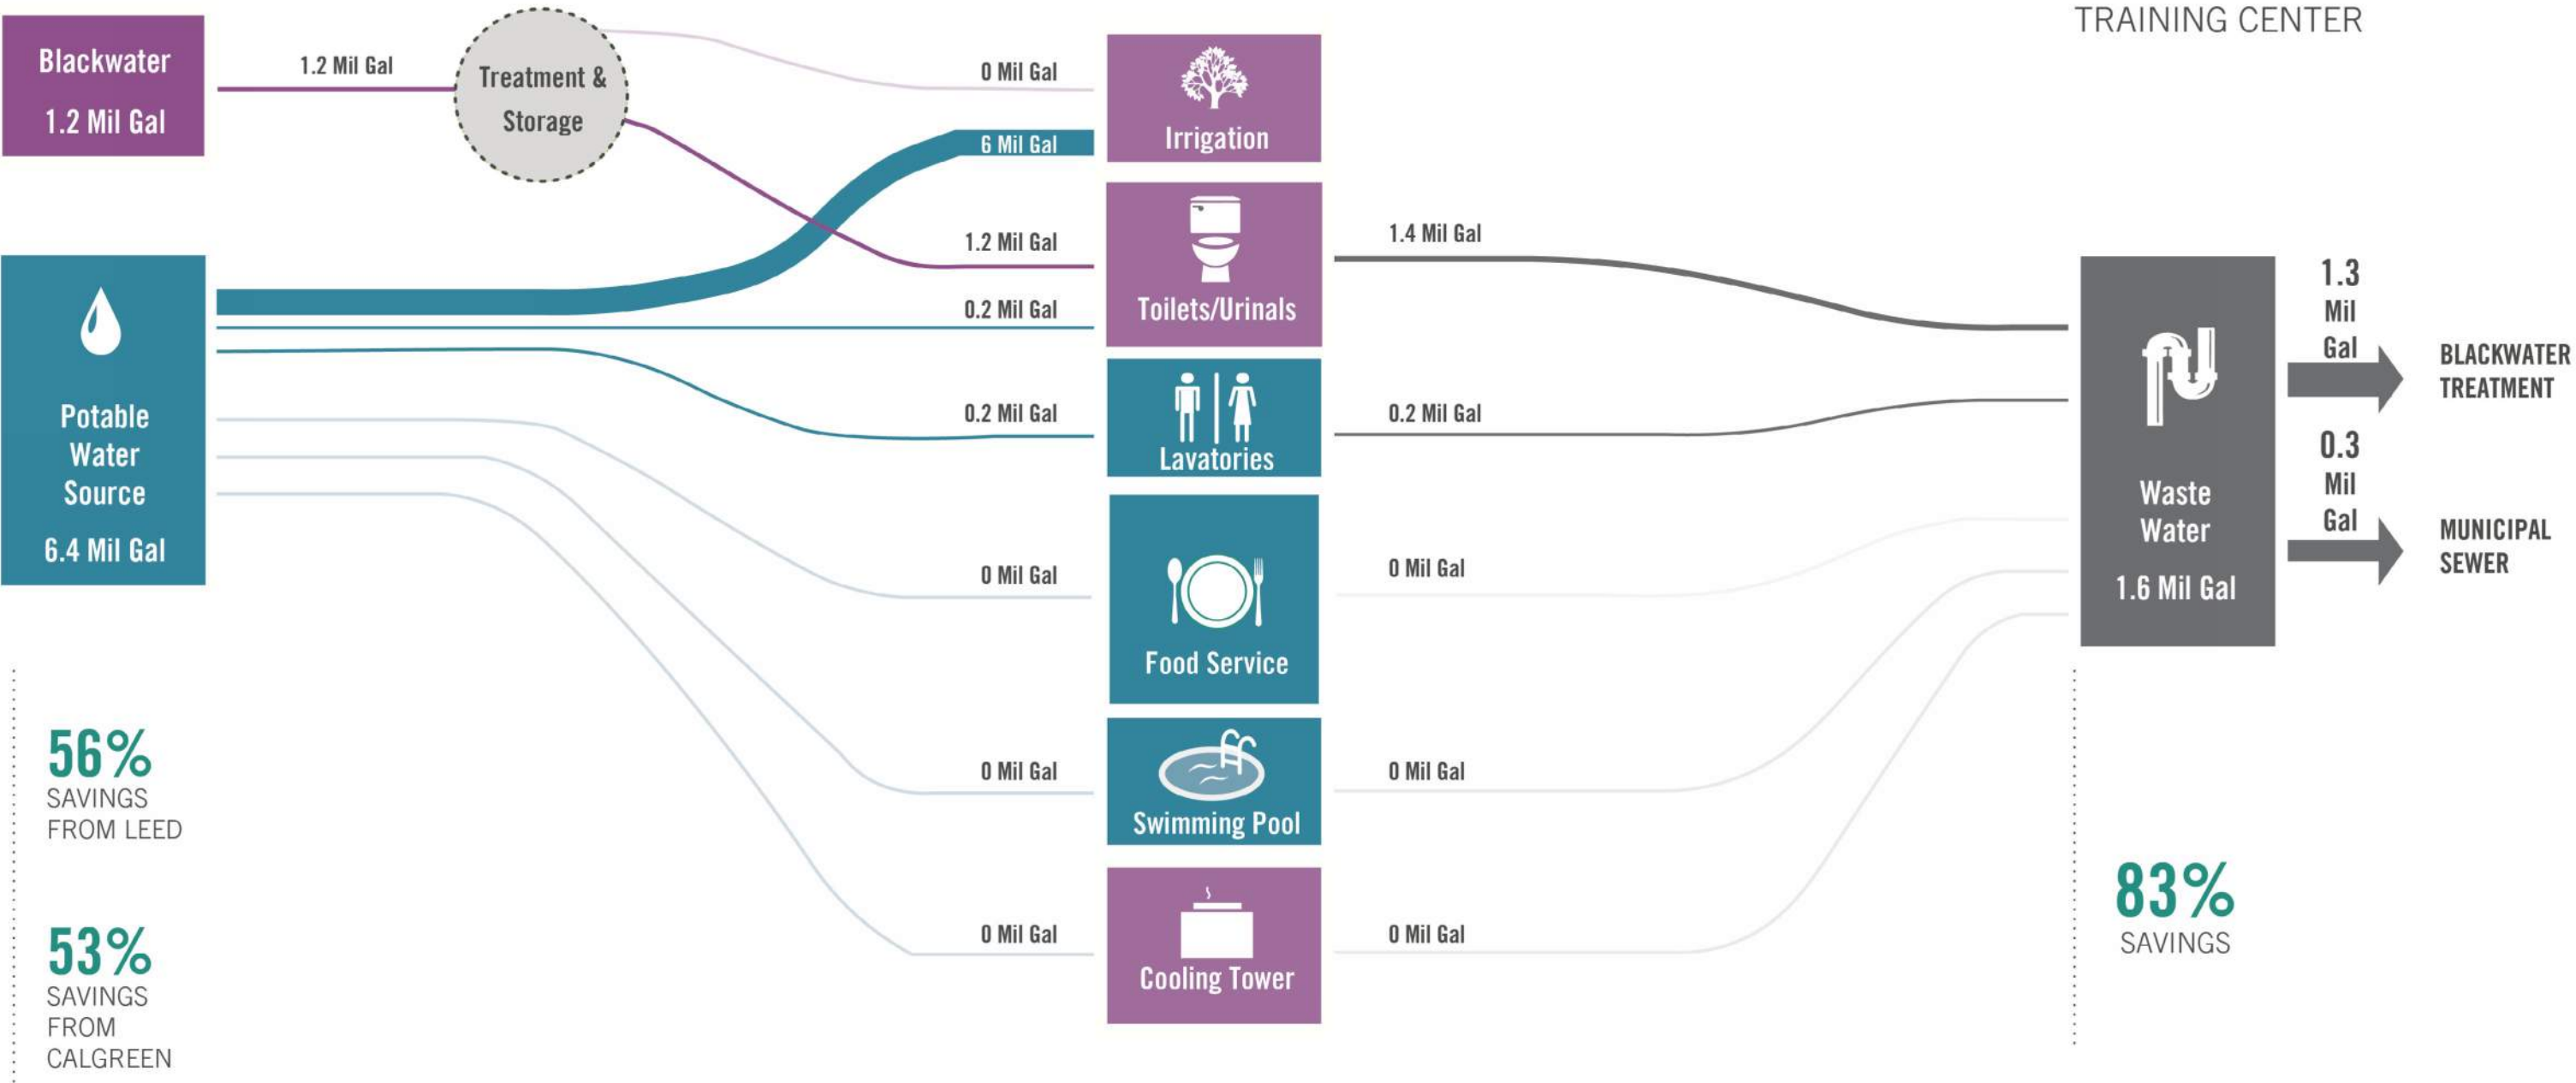 TRAINING CENTER
Blackwater
1.2 Mil Gal
1.2 Mil Gal
Treatment &
Storage
0 Mil Gal
6 Mil Gal
Irrigation
1.2 Mil Gal
0.2 Mil Gal
Toilets/Urinals
1.4 Mil Gal
Potable
Water
Source
6.4 Mil Gal
0.2 Mil Gal
Lavatories
0.2 Mil Gal
0 Mil Gal
Food Service
0 Mil Gal
0 Mil Gal
Swimming Pool
0 Mil Gal
0 Mil Gal
Cooling Tower
0 Mil Gal
Waste
Water
1.6 Mil Gal
1.3
Mil
Gal
BLACKWATER
TREATMENT
0.3
Mil
Gal
MUNICIPAL
SEWER
56%
SAVINGS
FROM LEED
53%
SAVINGS
FROM
CALGREEN
83%
SAVINGS